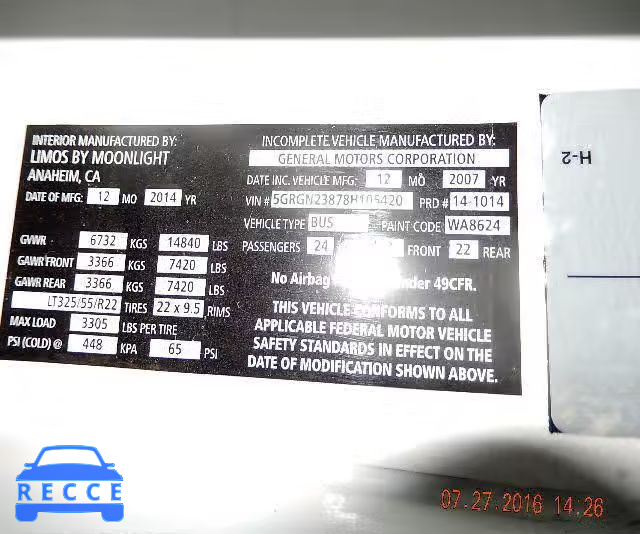 INTERIOR MANUFACTURED BY:
LIMOS BY MOONLIGHT
ANAHEIM, CA
DATE OF MFG: 12 MO 2014 YR
GVWR 6732 KGS 14840 LBS
GAWR FRONT 3366 KGS 7420 LBS
GAWR REAR 3366 KGS 7420 LBS
LT325/55/R22 TIRES 22 x 9.5 RIMS
MAX LOAD 3305 LBS PER TIRE
PSI (COLD) @ 448 KPA 65 PSI
INCOMPLETE VEHICLE MANUFACTURED BY:
GENERAL MOTORS CORPORATION
DATE INC. VEHICLE MFG. 12 MO 2007 YR
VIN # 5GRGN23878H105420 PRD # 14-1014
VEHICLE TYPE BUS PAINT CODE WA8624
PASSENGERS 24 FRONT 22 REAR
No Airbag under 49CFR.
THIS VEHICLE CONFORMS TO ALL
APPLICABLE FEDERAL MOTOR VEHICLE
SAFETY STANDARDS IN EFFECT ON THE
DATE OF MODIFICATION SHOWN ABOVE.
H-2
RECCE
07.27.2016 14:26